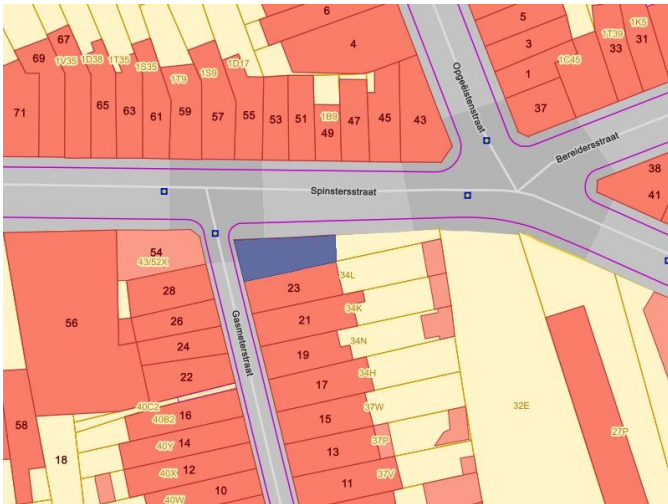 6
4
5
3
1
37
1C45
1T39
33
1K5
31
69
71
67
1V35
1D38
65
1T35
63
1S35
61
1T9
59
1S9
57
1D17
55
53
51
1B9
49
47
45
43
Opgeëistenstraat
Bereidersstraat
Spinstersstraat
38
41
54
43/52X
28
26
24
22
56
58
18
40C2
40B2
16
40Y
14
40X
12
40W
10
Gasmeterstraat
23
34L
21
34K
19
34N
17
34H
15
37W
13
37P
11
37V
32E
27P